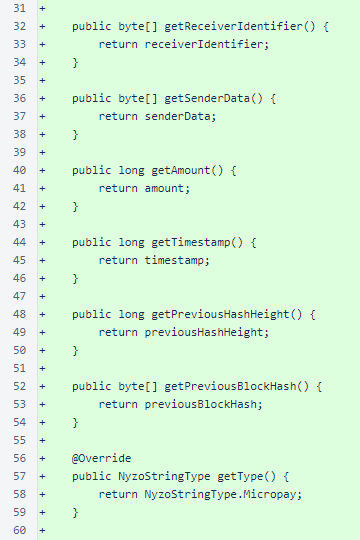 31 +
32 +    public byte[] getReceiverIdentifier() {
33 +        return receiverIdentifier;
34 +    }
35 +
36 +    public byte[] getSenderData() {
37 +        return senderData;
38 +    }
39 +
40 +    public long getAmount() {
41 +        return amount;
42 +    }
43 +
44 +    public long getTimestamp() {
45 +        return timestamp;
46 +    }
47 +
48 +    public long getPreviousHashHeight() {
49 +        return previousHashHeight;
50 +    }
51 +
52 +    public byte[] getPreviousBlockHash() {
53 +        return previousBlockHash;
54 +    }
55 +
56 +    @Override
57 +    public NyzoStringType getType() {
58 +        return NyzoStringType.Micropay;
59 +    }
60 +